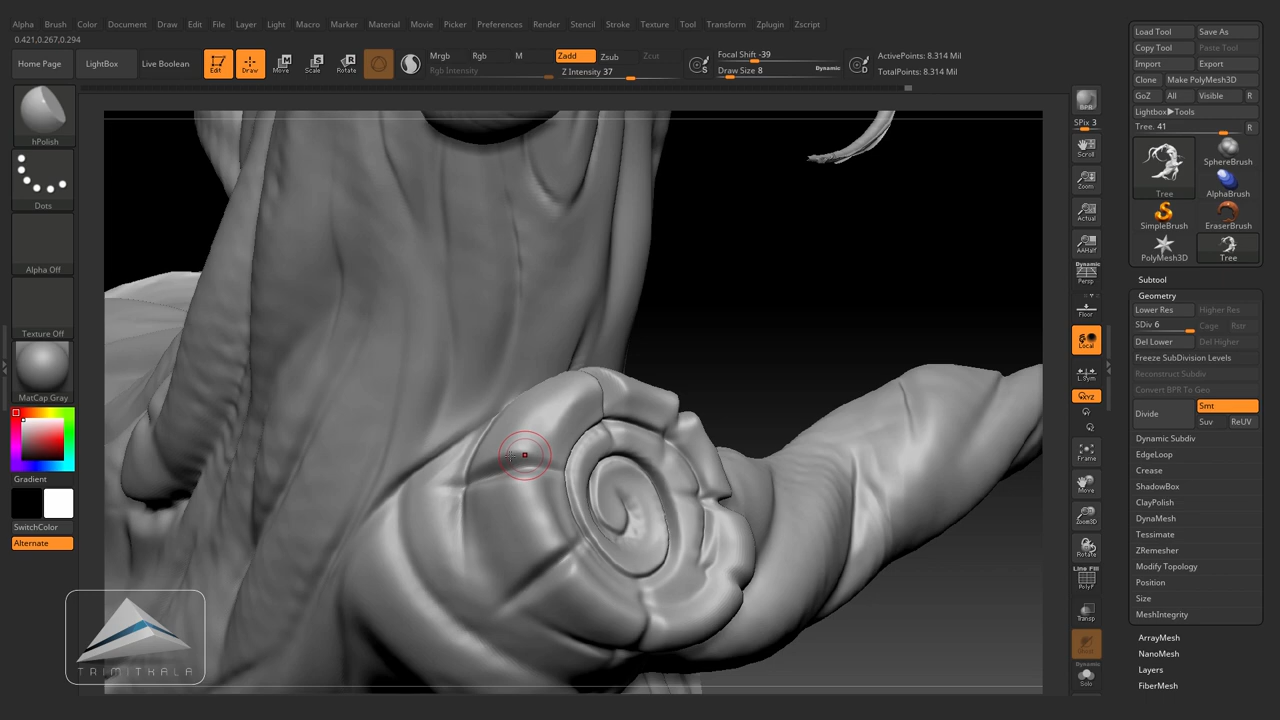 Alpha Brush Color Document Draw Edit File Layer Light Macro Marker Material Movie Picker Preferences Render Stencil Stroke Texture Tool Transform Zplugin Zscript
0.421,0.267,0.294
Home Page LightBox Live Boolean Edit Draw Move Scale Rotate
Mrgb Rgb M Zadd Zsub Zcut
Rgb Intensity Z Intensity 37
S
Focal Shift -39
Draw Size 8 Dynamic
D
ActivePoints: 8.314 Mil
TotalPoints: 8.314 Mil
hPolish
Dots
Alpha Off
Texture Off
MatCap Gray
Gradient
SwitchColor
Alternate
TRIMITKALA
BPR
SPix 3
Scroll
Zoom
Actual
AAHalf
Dynamic
Persp
Floor
Local
L.Sym
XYZ
Frame
Move
Zoom3D
Rotate
Line Fill
PolyF
Transp
Ghost
Dynamic
Solo
Load Tool Save As
Copy Tool Paste Tool
Import Export
Clone Make PolyMesh3D
GoZ All Visible R
Lightbox▶Tools
Tree. 41 R
Tree SphereBrush
AlphaBrush
SimpleBrush EraserBrush
PolyMesh3D Tree
Subtool
Geometry
Lower Res Higher Res
SDiv 6 Cage Rstr
Del Lower Del Higher
Freeze SubDivision Levels
Reconstruct Subdiv
Convert BPR To Geo
Divide Smt
Suv ReUV
Dynamic Subdiv
EdgeLoop
Crease
ShadowBox
ClayPolish
DynaMesh
Tessimate
ZRemesher
Modify Topology
Position
Size
MeshIntegrity
ArrayMesh
NanoMesh
Layers
FiberMesh